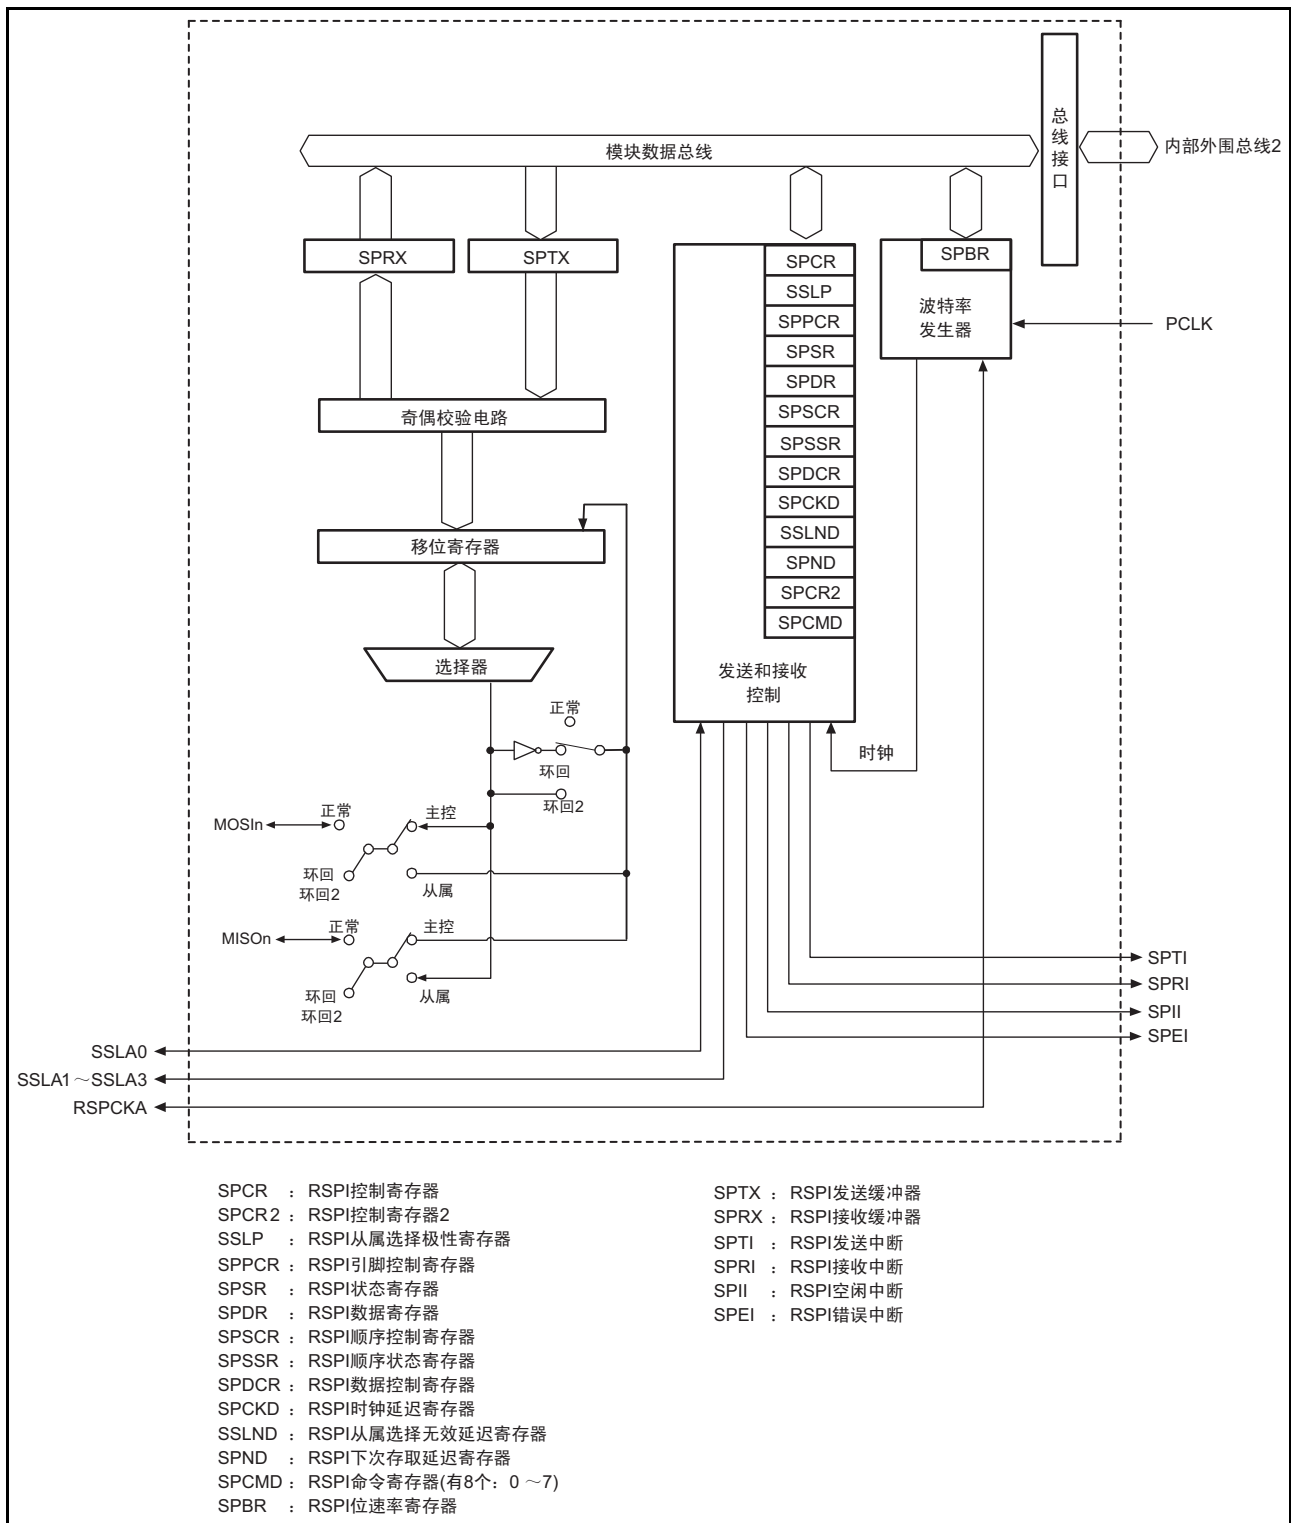 总线接口
内部外围总线2
模块数据总线
SPRX
SPTX
SPCR
SPBR
SSLP
波特率
发生器
SPPCR
PCLK
SPSR
SPDR
奇偶校验电路
SPSCR
SPSSR
SPDCR
SPCKD
移位寄存器
SSLND
SPND
SPCR2
SPCMD
选择器
发送和接收
控制
正常
时钟
环回
环回2
正常
主控
MOSIn
环回
环回2
从属
正常
主控
MISOn
环回
环回2
从属
SPTI
SPRI
SPII
SPEI
SSLA0
SSLA1～SSLA3
RSPCKA
SPCR ： RSPI控制寄存器
SPCR2： RSPI控制寄存器2
SSLP ： RSPI从属选择极性寄存器
SPPCR： RSPI引脚控制寄存器
SPSR ： RSPI状态寄存器
SPDR ： RSPI数据寄存器
SPSCR： RSPI顺序控制寄存器
SPSSR： RSPI顺序状态寄存器
SPDCR： RSPI数据控制寄存器
SPCKD： RSPI时钟延迟寄存器
SSLND： RSPI从属选择无效延迟寄存器
SPND ： RSPI下次存取延迟寄存器
SPCMD： RSPI命令寄存器(有8个：0 ～7)
SPBR ： RSPI位速率寄存器
SPTX ： RSPI发送缓冲器
SPRX ： RSPI接收缓冲器
SPTI ： RSPI发送中断
SPRI ： RSPI接收中断
SPII ： RSPI空闲中断
SPEI ： RSPI错误中断